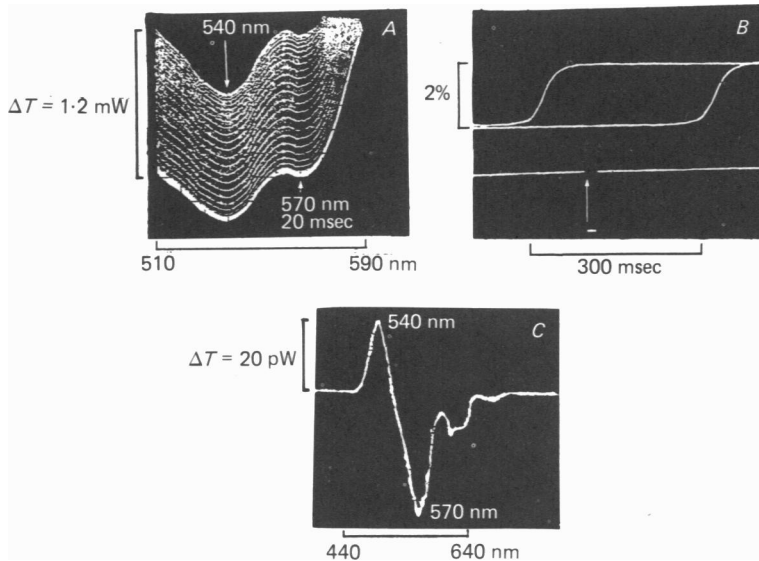 540 nm
A
ΔT = 1·2 mW
570 nm
20 msec
510
590 nm
B
2%
300 msec
540 nm
C
ΔT = 20 pW
570 nm
440
640 nm